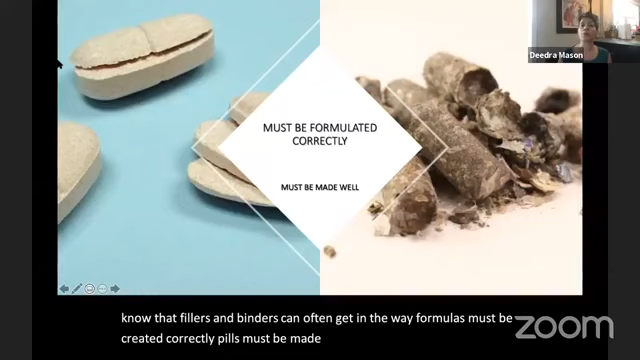 Deedra Mason
MUST BE FORMULATED
CORRECTLY
MUST BE MADE WELL
know that fillers and binders can often get in the way formulas must be
created correctly pills must be made
zoom